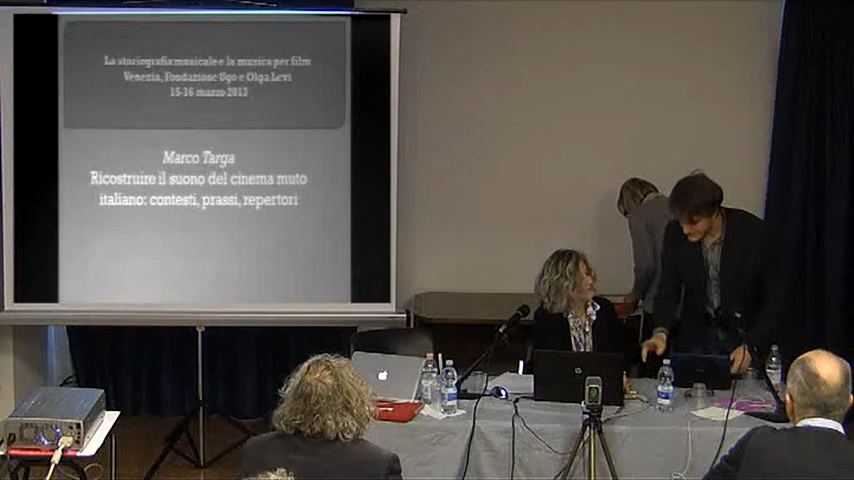 La storiografia musicale e la musica per film
Venezia, Fondazione Ugo e Olga Levi
15-16 marzo 2013
Marco Targa
Ricostruire il suono del cinema muto
italiano: contesti, prassi, repertori
hp